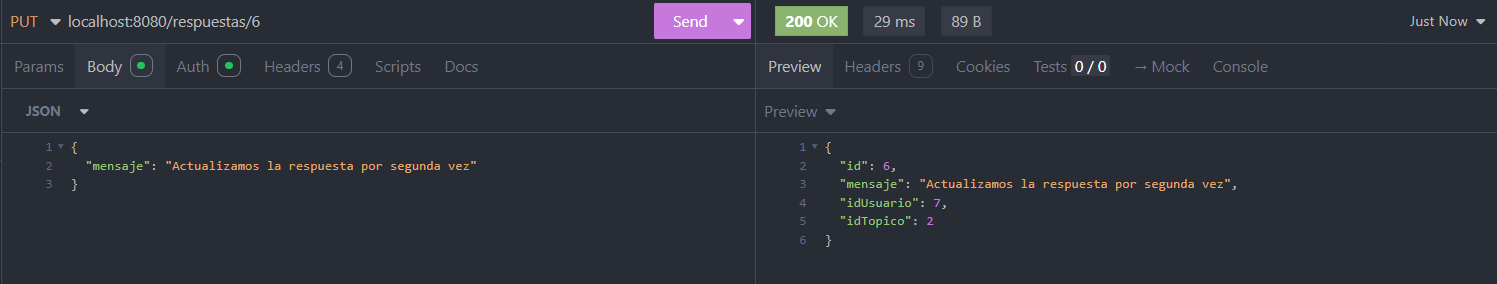 PUT localhost:8080/respuestas/6 Send 200 OK 29 ms 89 B Just Now
Params Body Auth Headers 4 Scripts Docs
Preview Headers 9 Cookies Tests 0 / 0 → Mock Console
JSON
Preview
1 {
2 "mensaje": "Actualizamos la respuesta por segunda vez"
3 }
1 {
2 "id": 6,
3 "mensaje": "Actualizamos la respuesta por segunda vez",
4 "idUsuario": 7,
5 "idTopico": 2
6 }